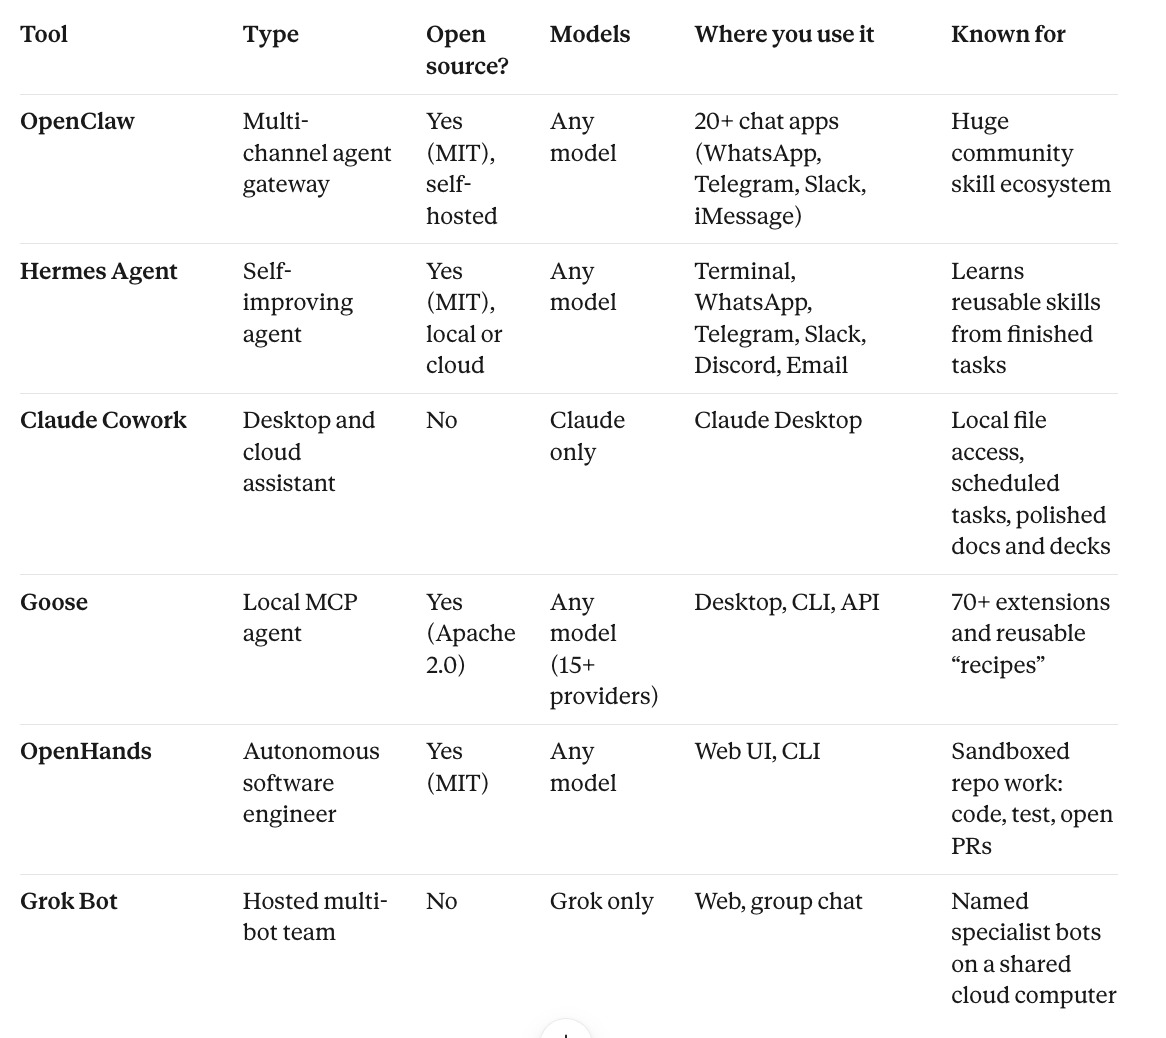 Tool Type Open source? Models Where you use it Known for
OpenClaw Multi-channel agent gateway Yes (MIT), self-hosted Any model 20+ chat apps (WhatsApp, Telegram, Slack, iMessage) Huge community skill ecosystem
Hermes Agent Self-improving agent Yes (MIT), local or cloud Any model Terminal, WhatsApp, Telegram, Slack, Discord, Email Learns reusable skills from finished tasks
Claude Cowork Desktop and cloud assistant No Claude only Claude Desktop Local file access, scheduled tasks, polished docs and decks
Goose Local MCP agent Yes (Apache 2.0) Any model (15+ providers) Desktop, CLI, API 70+ extensions and reusable “recipes”
OpenHands Autonomous software engineer Yes (MIT) Any model Web UI, CLI Sandboxed repo work: code, test, open PRs
Grok Bot Hosted multi-bot team No Grok only Web, group chat Named specialist bots on a shared cloud computer